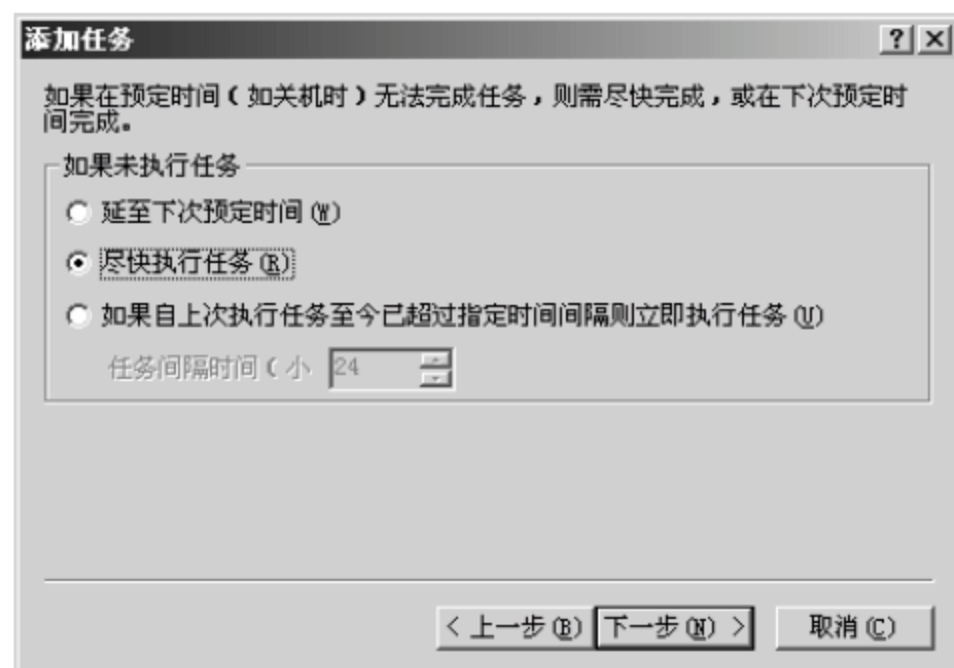 添加任务
如果在预定时间（如关机时）无法完成任务，则需尽快完成，或在下次预定时
间完成。
如果未执行任务
延至下次预定时间(W)
尽快执行任务(R)
如果自上次执行任务至今已超过指定时间间隔则立即执行任务(U)
任务间隔时间（小 24
< 上一步(B) 下一步(N) > 取消(C)